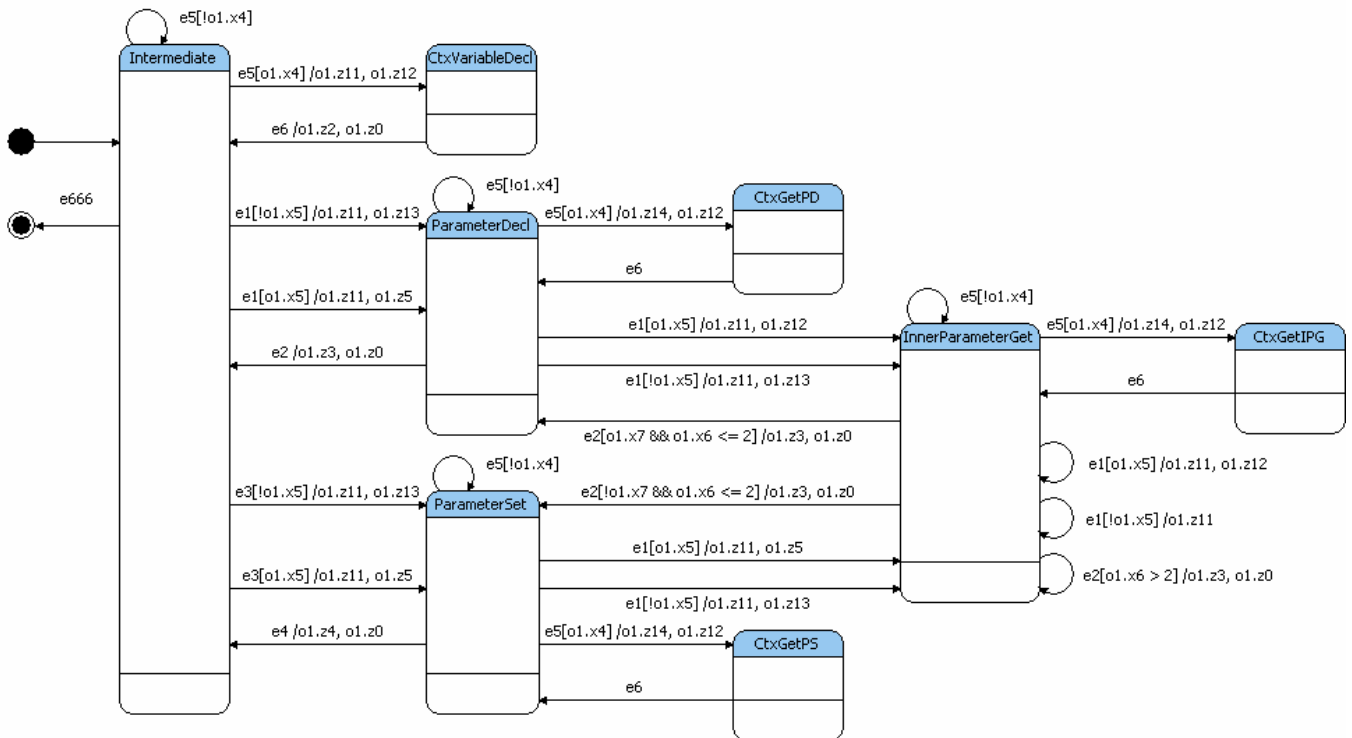 e5[!o1.x4]
Intermediate
CtxVariableDecl
e5[o1.x4] /o1.z11, o1.z12
e6 /o1.z2, o1.z0
e666
e5[!o1.x4]
CtxGetPD
e1[!o1.x5] /o1.z11, o1.z13
ParameterDecl
e5[o1.x4] /o1.z14, o1.z12
e6
e1[o1.x5] /o1.z11, o1.z5
e5[!o1.x4]
e1[o1.x5] /o1.z11, o1.z12
InnerParameterGet
e5[o1.x4] /o1.z14, o1.z12
CtxGetIPG
e2 /o1.z3, o1.z0
e1[!o1.x5] /o1.z11, o1.z13
e6
e2[o1.x7 && o1.x6 <= 2] /o1.z3, o1.z0
e5[!o1.x4]
e1[o1.x5] /o1.z11, o1.z12
e3[!o1.x5] /o1.z11, o1.z13
ParameterSet
e2[!o1.x7 && o1.x6 <= 2] /o1.z3, o1.z0
e1[!o1.x5] /o1.z11
e1[o1.x5] /o1.z11, o1.z5
e3[o1.x5] /o1.z11, o1.z5
e2[o1.x6 > 2] /o1.z3, o1.z0
e1[!o1.x5] /o1.z11, o1.z13
e4 /o1.z4, o1.z0
e5[o1.x4] /o1.z14, o1.z12
CtxGetPS
e6